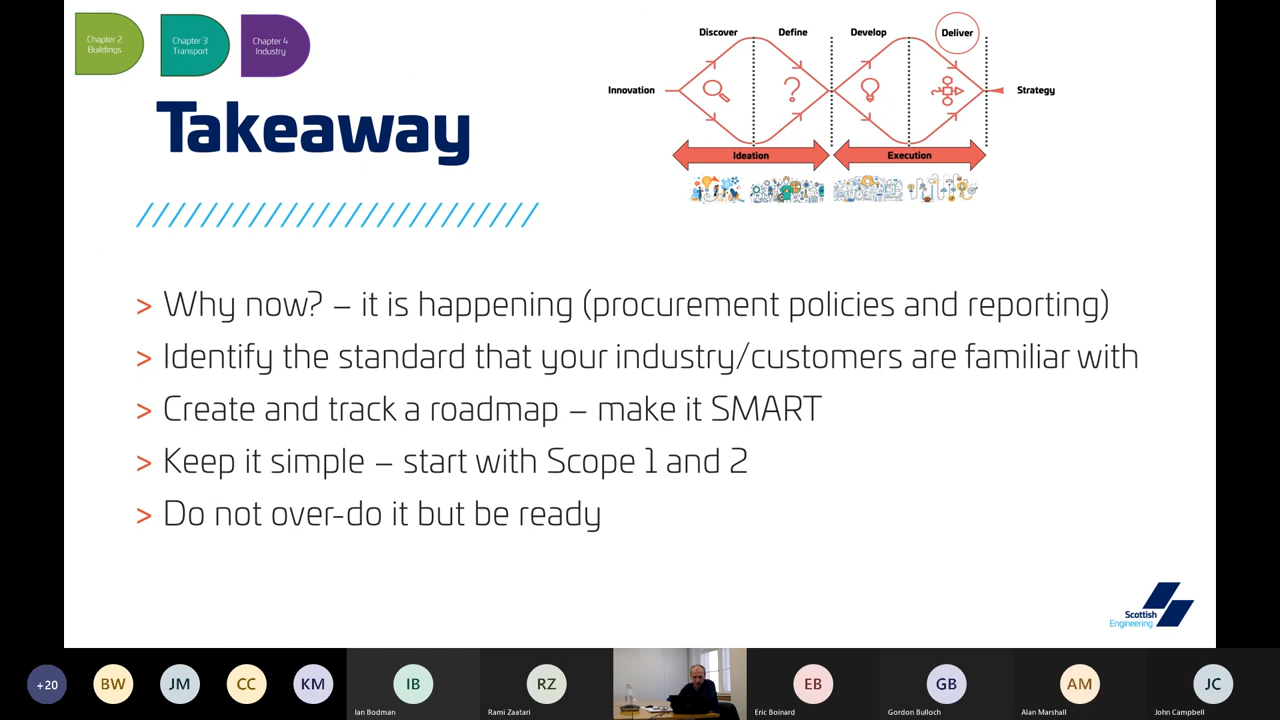 Chapter 2
Buildings
Chapter 3
Transport
Chapter 4
Industry
Takeaway
Discover
Define
Develop
Deliver
Innovation
?
Strategy
Ideation
Execution
> Why now? – it is happening (procurement policies and reporting)
> Identify the standard that your industry/customers are familiar with
> Create and track a roadmap – make it SMART
> Keep it simple – start with Scope 1 and 2
> Do not over-do it but be ready
Scottish
Engineering
+20
BW
JM
CC
KM
IB
Ian Bodman
RZ
Rami Zaatari
EB
Eric Boinard
GB
Gordon Bulloch
AM
Alan Marshall
JC
John Campbell